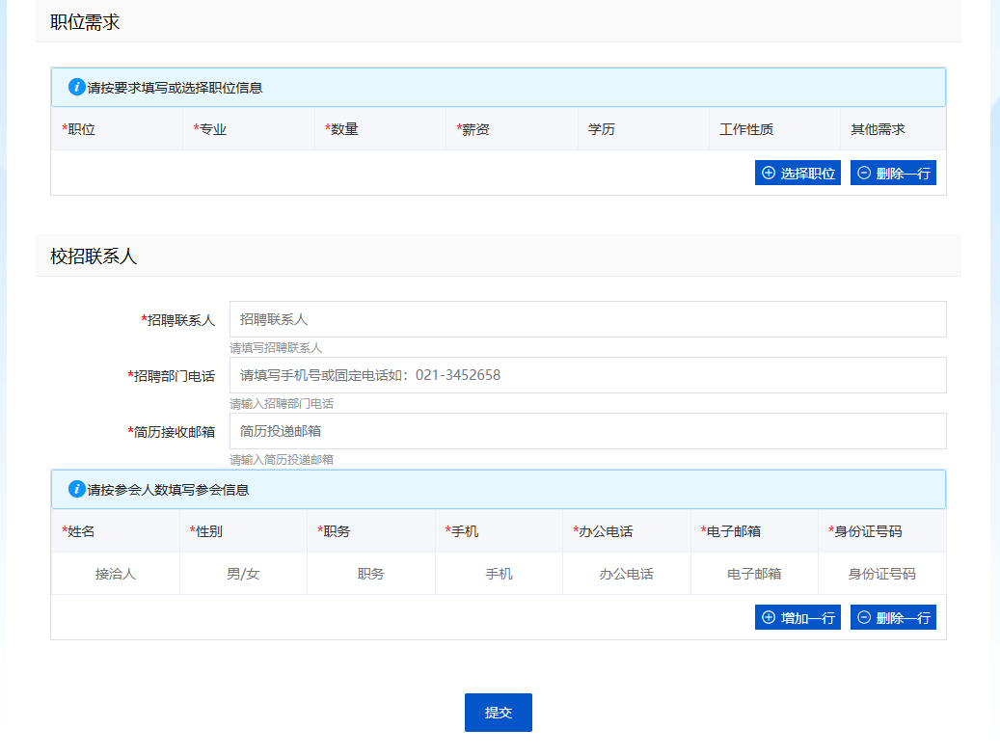 职位需求
请按要求填写或选择职位信息
*职位 *专业 *数量 *薪资 学历 工作性质 其他需求
选择职位 删除一行
校招联系人
*招聘联系人 招聘联系人
请填写招聘联系人
*招聘部门电话 请填写手机号或固定电话如：021-3452658
请输入招聘部门电话
*简历接收邮箱 简历投递邮箱
请输入简历投递邮箱
请按参会人数填写参会信息
*姓名 *性别 *职务 *手机 *办公电话 *电子邮箱 *身份证号码
接洽人 男/女 职务 手机 办公电话 电子邮箱 身份证号码
增加一行 删除一行
提交